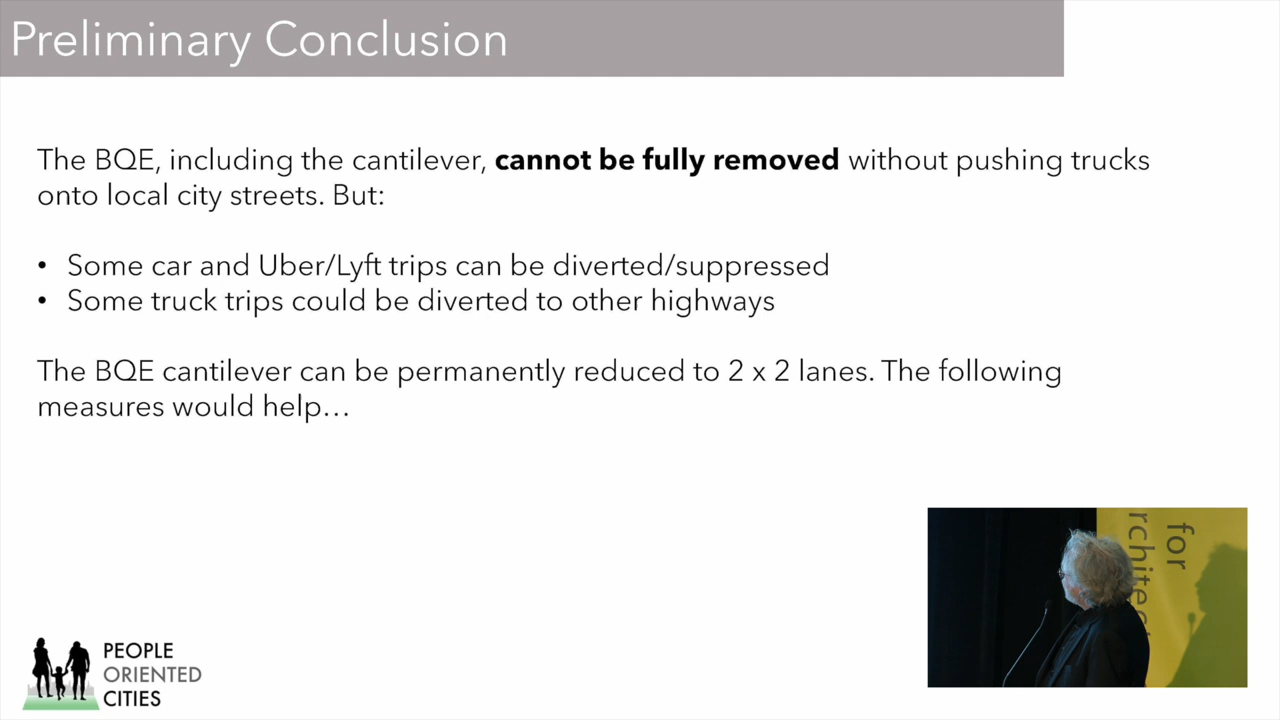 Preliminary Conclusion
The BQE, including the cantilever, cannot be fully removed without pushing trucks
onto local city streets. But:
• Some car and Uber/Lyft trips can be diverted/suppressed
• Some truck trips could be diverted to other highways
The BQE cantilever can be permanently reduced to 2 x 2 lanes. The following
measures would help…
for
rchitect
PEOPLE
ORIENTED
CITIES